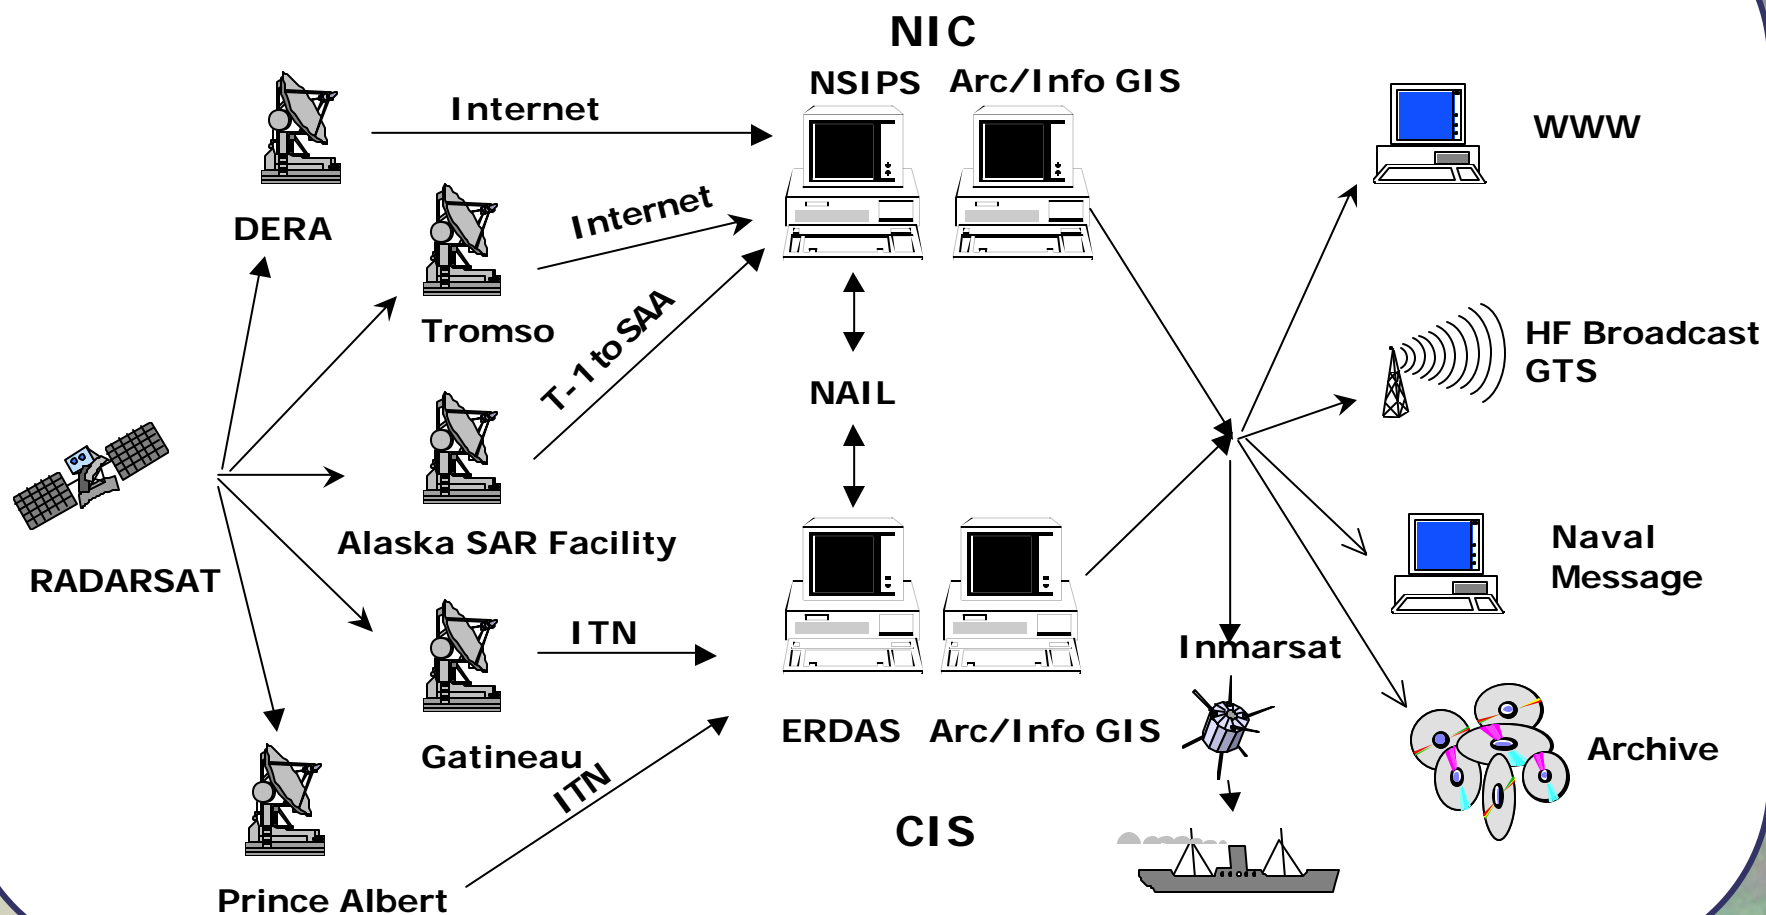 NIC
NSIPS
Arc/Info GIS
Internet
WWW
DERA
Internet
Tromso
T-1 to SAA
HF Broadcast
GTS
NAIL
Alaska SAR Facility
RADARSAT
Naval
Message
ITN
Inmarsat
ERDAS
Arc/Info GIS
Gatineau
ITN
Archive
CIS
Prince Albert